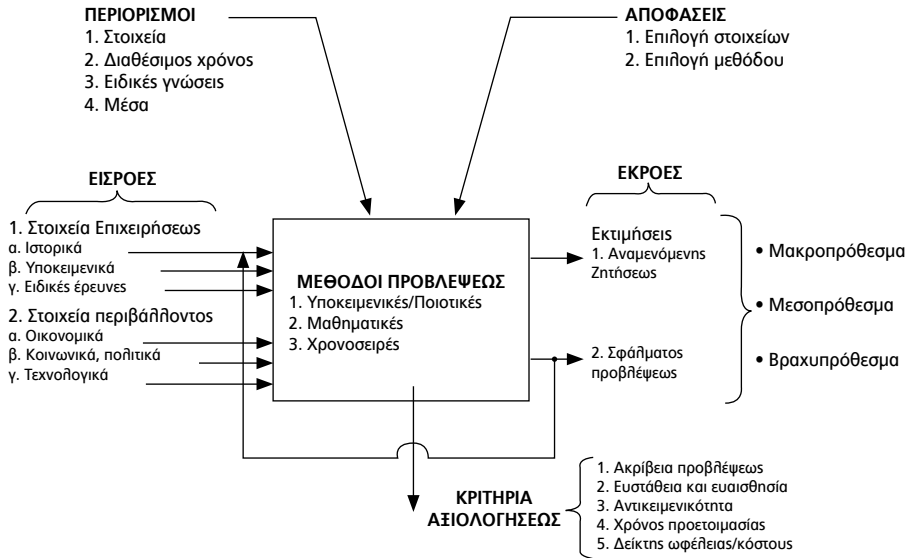 ΠΕΡΙΟΡΙΣΜΟΙ
1. Στοιχεία
2. Διαθέσιμος χρόνος
3. Ειδικές γνώσεις
4. Μέσα
ΑΠΟΦΑΣΕΙΣ
1. Επιλογή στοιχείων
2. Επιλογή μεθόδου
ΕΙΣΡΟΕΣ
1. Στοιχεία Επιχειρήσεως
α. Ιστορικά
β. Υποκειμενικά
γ. Ειδικές έρευνες
2. Στοιχεία περιβάλλοντος
α. Οικονομικά
β. Κοινωνικά, πολιτικά
γ. Τεχνολογικά
ΜΕΘΟΔΟΙ ΠΡΟΒΛΕΨΕΩΣ
1. Υποκειμενικές/Ποιοτικές
2. Μαθηματικές
3. Χρονοσειρές
ΕΚΡΟΕΣ
Εκτιμήσεις
1. Αναμενόμενης
Ζητήσεως
2. Σφάλματος
προβλέψεως
• Μακροπρόθεσμα
• Μεσοπρόθεσμα
• Βραχυπρόθεσμα
ΚΡΙΤΗΡΙΑ
ΑΞΙΟΛΟΓΗΣΕΩΣ
1. Ακρίβεια προβλέψεως
2. Ευστάθεια και ευαισθησία
3. Αντικειμενικότητα
4. Χρόνος προετοιμασίας
5. Δείκτης ωφέλειας/κόστους